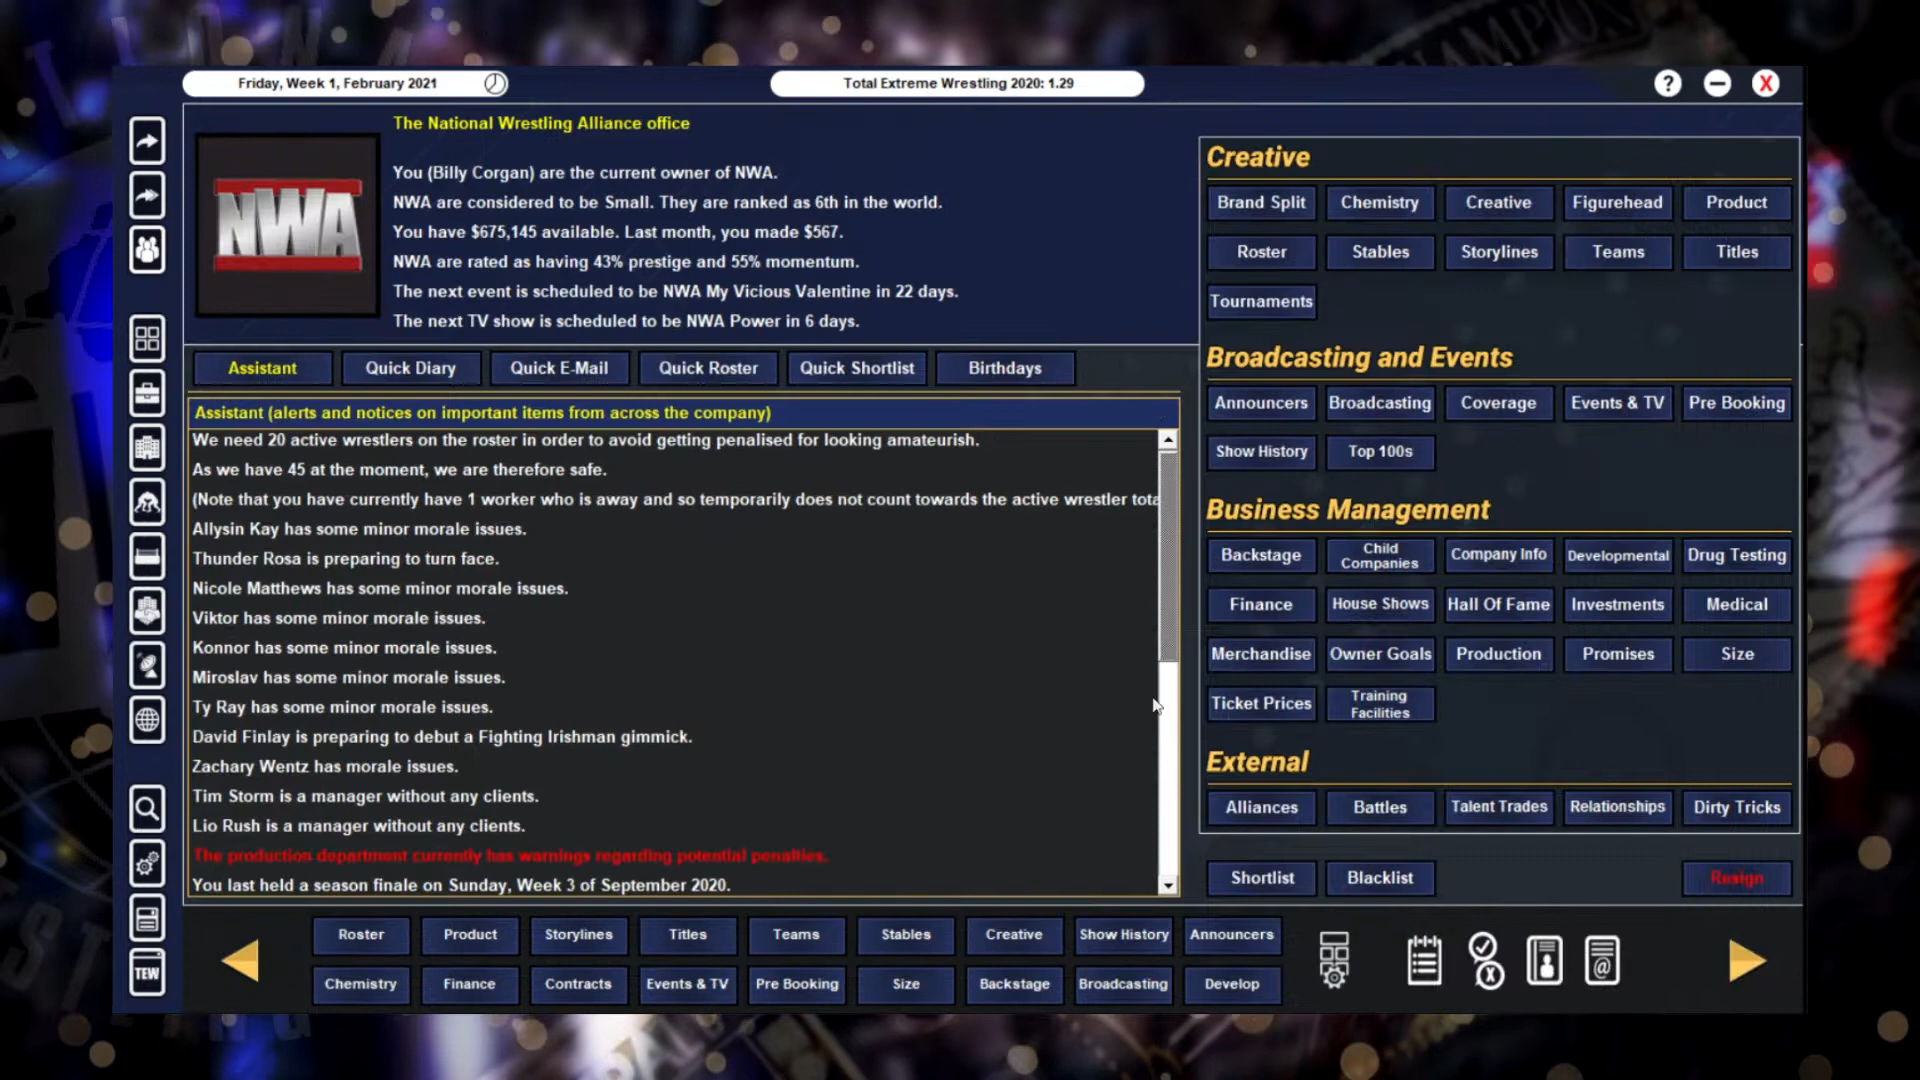 Friday, Week 1, February 2021
Total Extreme Wrestling 2020: 1.29
?
X
The National Wrestling Alliance office
NWA
You (Billy Corgan) are the current owner of NWA.
NWA are considered to be Small. They are ranked as 6th in the world.
You have $675,145 available. Last month, you made $567.
NWA are rated as having 43% prestige and 55% momentum.
The next event is scheduled to be NWA My Vicious Valentine in 22 days.
The next TV show is scheduled to be NWA Power in 6 days.
Assistant Quick Diary Quick E-Mail Quick Roster Quick Shortlist Birthdays
Assistant (alerts and notices on important items from across the company)
We need 20 active wrestlers on the roster in order to avoid getting penalised for looking amateurish.
As we have 45 at the moment, we are therefore safe.
(Note that you have currently have 1 worker who is away and so temporarily does not count towards the active wrestler tota
Allysin Kay has some minor morale issues.
Thunder Rosa is preparing to turn face.
Nicole Matthews has some minor morale issues.
Viktor has some minor morale issues.
Konnor has some minor morale issues.
Miroslav has some minor morale issues.
Ty Ray has some minor morale issues.
David Finlay is preparing to debut a Fighting Irishman gimmick.
Zachary Wentz has morale issues.
Tim Storm is a manager without any clients.
Lio Rush is a manager without any clients.
The production department currently has warnings regarding potential penalties.
You last held a season finale on Sunday, Week 3 of September 2020.
Creative
Brand Split Chemistry Creative Figurehead Product
Roster Stables Storylines Teams Titles
Tournaments
Broadcasting and Events
Announcers Broadcasting Coverage Events & TV Pre Booking
Show History Top 100s
Business Management
Backstage Child Companies Company Info Developmental Drug Testing
Finance House Shows Hall Of Fame Investments Medical
Merchandise Owner Goals Production Promises Size
Ticket Prices Training Facilities
External
Alliances Battles Talent Trades Relationships Dirty Tricks
Shortlist Blacklist Resign
Roster Product Storylines Titles Teams Stables Creative Show History Announcers
Chemistry Finance Contracts Events & TV Pre Booking Size Backstage Broadcasting Develop
TEW
CHAMPION